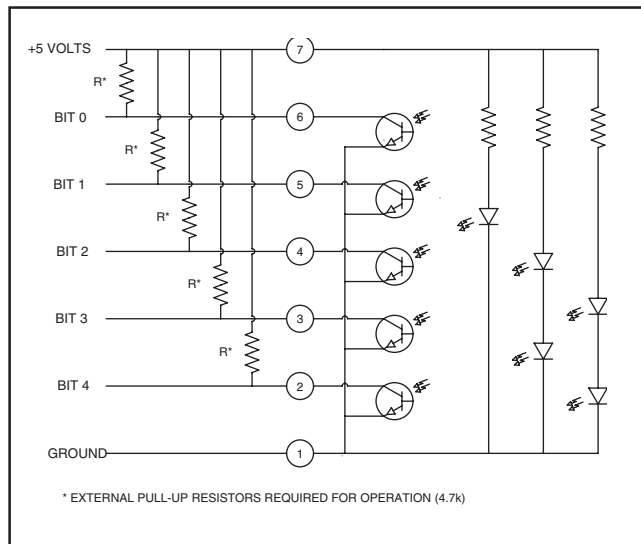 +5 VOLTS 7
R*
BIT 0 6
R*
BIT 1 5
R*
BIT 2 4
R*
BIT 3 3
R*
BIT 4 2
GROUND 1
* EXTERNAL PULL-UP RESISTORS REQUIRED FOR OPERATION (4.7k)